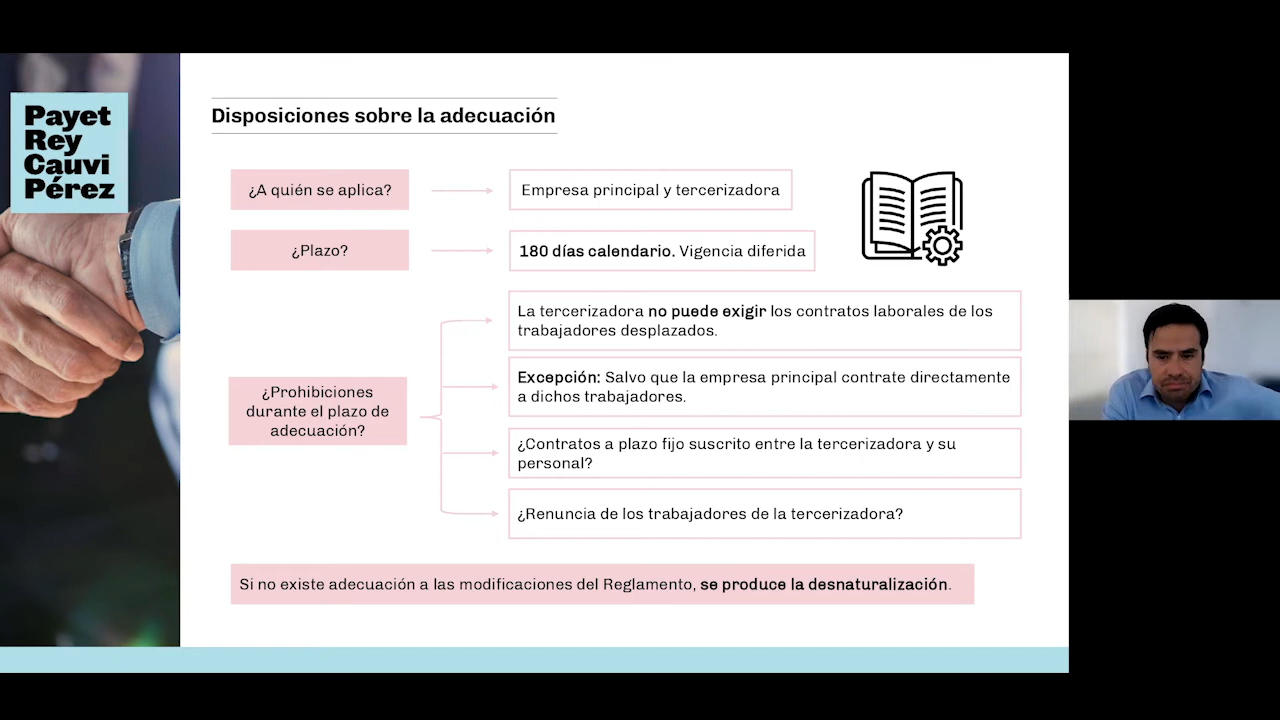 Payet
Rey
Cauvi
Pérez
Disposiciones sobre la adecuación
¿A quién se aplica?
Empresa principal y tercerizadora
¿Plazo?
180 días calendario. Vigencia diferida
¿Prohibiciones
durante el plazo de
adecuación?
La tercerizadora no puede exigir los contratos laborales de los
trabajadores desplazados.
Excepción: Salvo que la empresa principal contrate directamente
a dichos trabajadores.
¿Contratos a plazo fijo suscrito entre la tercerizadora y su
personal?
¿Renuncia de los trabajadores de la tercerizadora?
Si no existe adecuación a las modificaciones del Reglamento, se produce la desnaturalización.